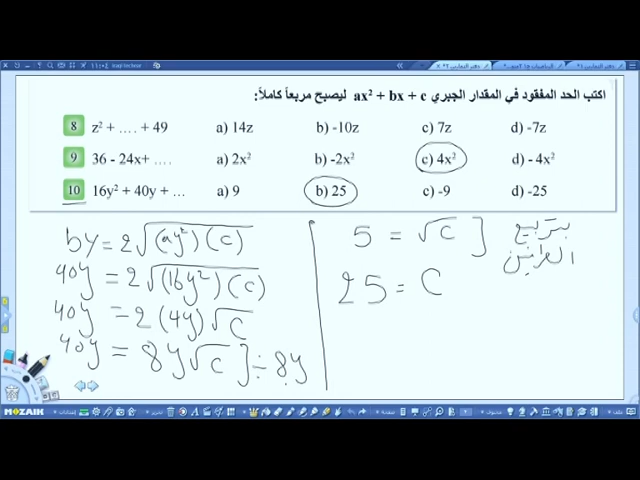 اكتب الحد المفقود في المقدار الجبري ax² + bx + c ليصبح مربعاً كاملاً:
8 z² + .... + 49 a) 14z b) -10z c) 7z d) -7z
9 36 - 24x+ .... a) 2x² b) -2x² c) 4x² d) - 4x²
10 16y² + 40y + ... a) 9 b) 25 c) -9 d) -25
by = 2√(ay²)(c)
40y = 2√(16y²)(c)
40y = 2(4y)√c
40y = 8y√c ] ÷ 8y
5 = √c ] بتربيع
الطرفين
25 = c
MOZAIK